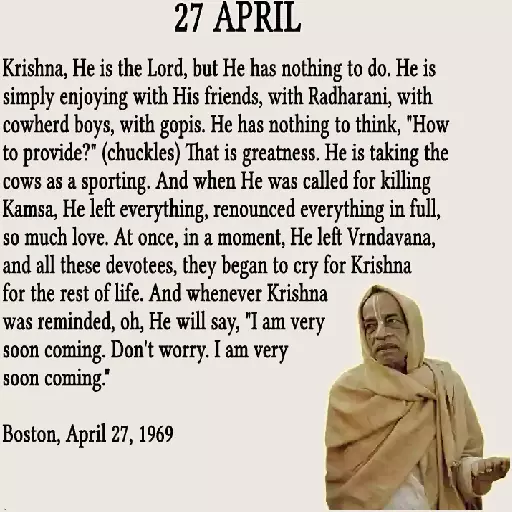 27 APRIL
Krishna, He is the Lord, but He has nothing to do. He is
simply enjoying with His friends, with Radharani, with
cowherd boys, with gopis. He has nothing to think, "How
to provide?" (chuckles) That is greatness. He is taking the
cows as a sporting. And when He was called for killing
Kamsa, He left everything, renounced everything in full,
so much love. At once, in a moment, He left Vrndavana,
and all these devotees, they began to cry for Krishna
for the rest of life. And whenever Krishna
was reminded, oh, He will say, "I am very
soon coming. Don't worry. I am very
soon coming."
Boston, April 27, 1969